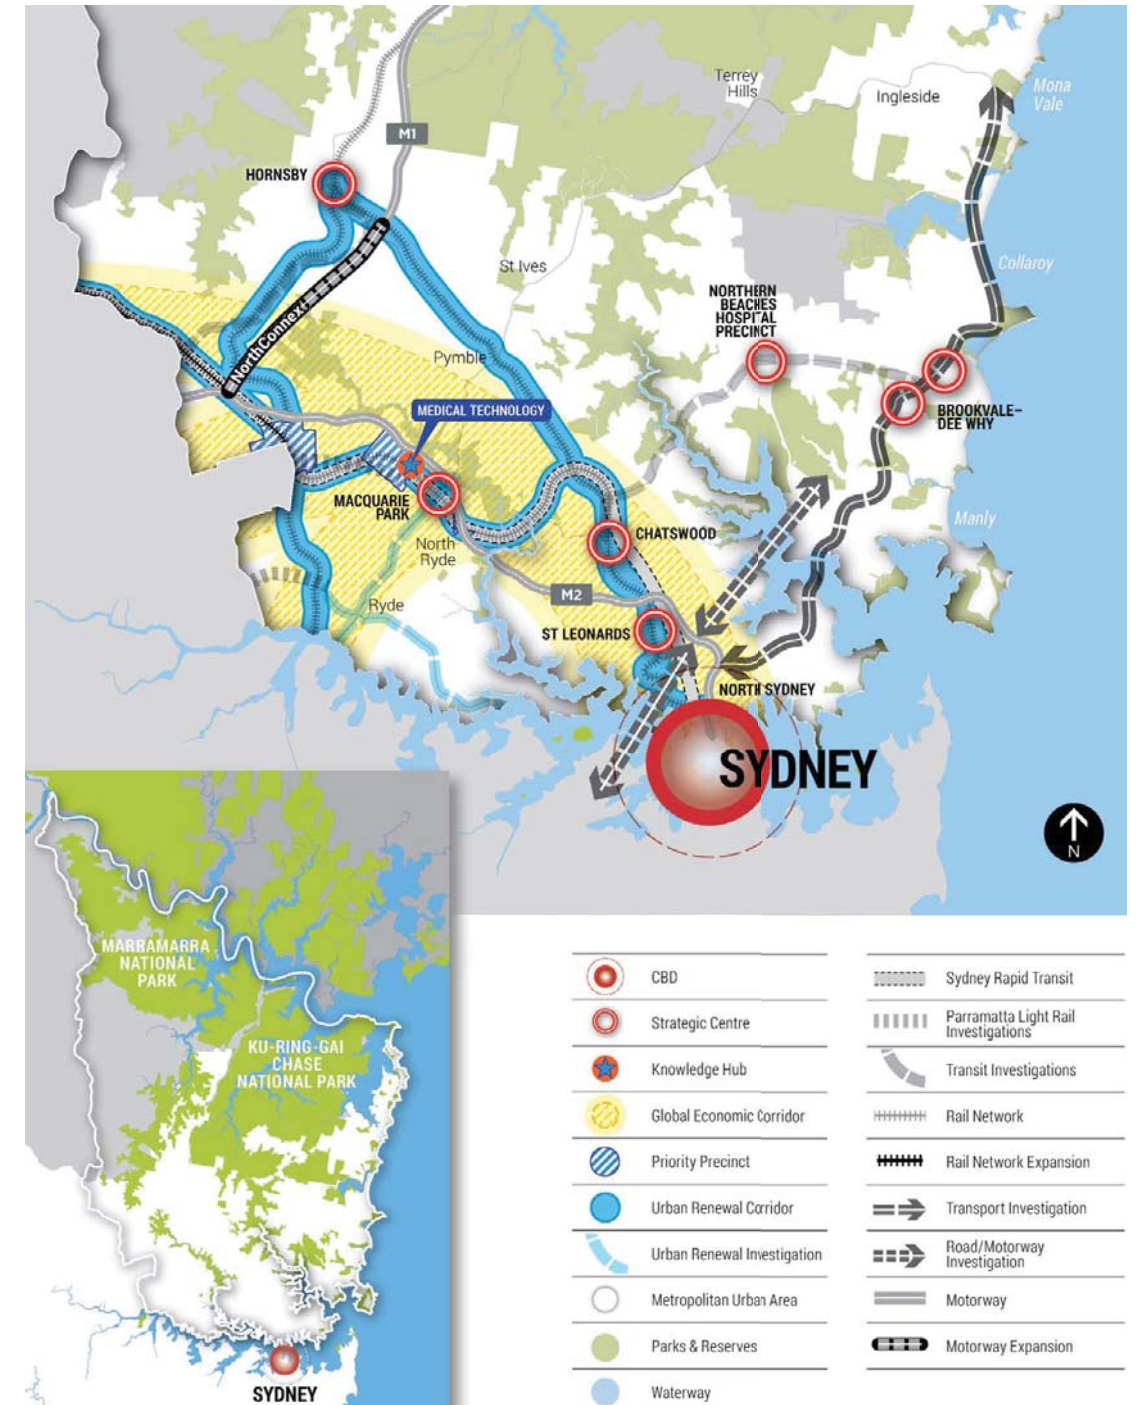 Terrey
Hills
Ingleside
Mona
Vale
M1
HORNSBY
St Ives
Collaroy
NORTHERN
BEACHES
HOSPITAL
PRECINCT
NorthConnex
Pymble
MEDICAL TECHNOLOGY
BROOKVALE–
DEE WHY
MACQUARIE
PARK
Manly
CHATSWOOD
North
Ryde
M2
Ryde
ST LEONARDS
NORTH SYDNEY
SYDNEY
N
MARRAMARRA
NATIONAL
PARK
KU-RING-GAI
CHASE
NATIONAL PARK
SYDNEY
CBD
Strategic Centre
Knowledge Hub
Global Economic Corridor
Priority Precinct
Urban Renewal Corridor
Urban Renewal Investigation
Metropolitan Urban Area
Parks & Reserves
Waterway
Sydney Rapid Transit
Parramatta Light Rail
Investigations
Transit Investigations
Rail Network
Rail Network Expansion
Transport Investigation
Road/Motorway
Investigation
Motorway
Motorway Expansion